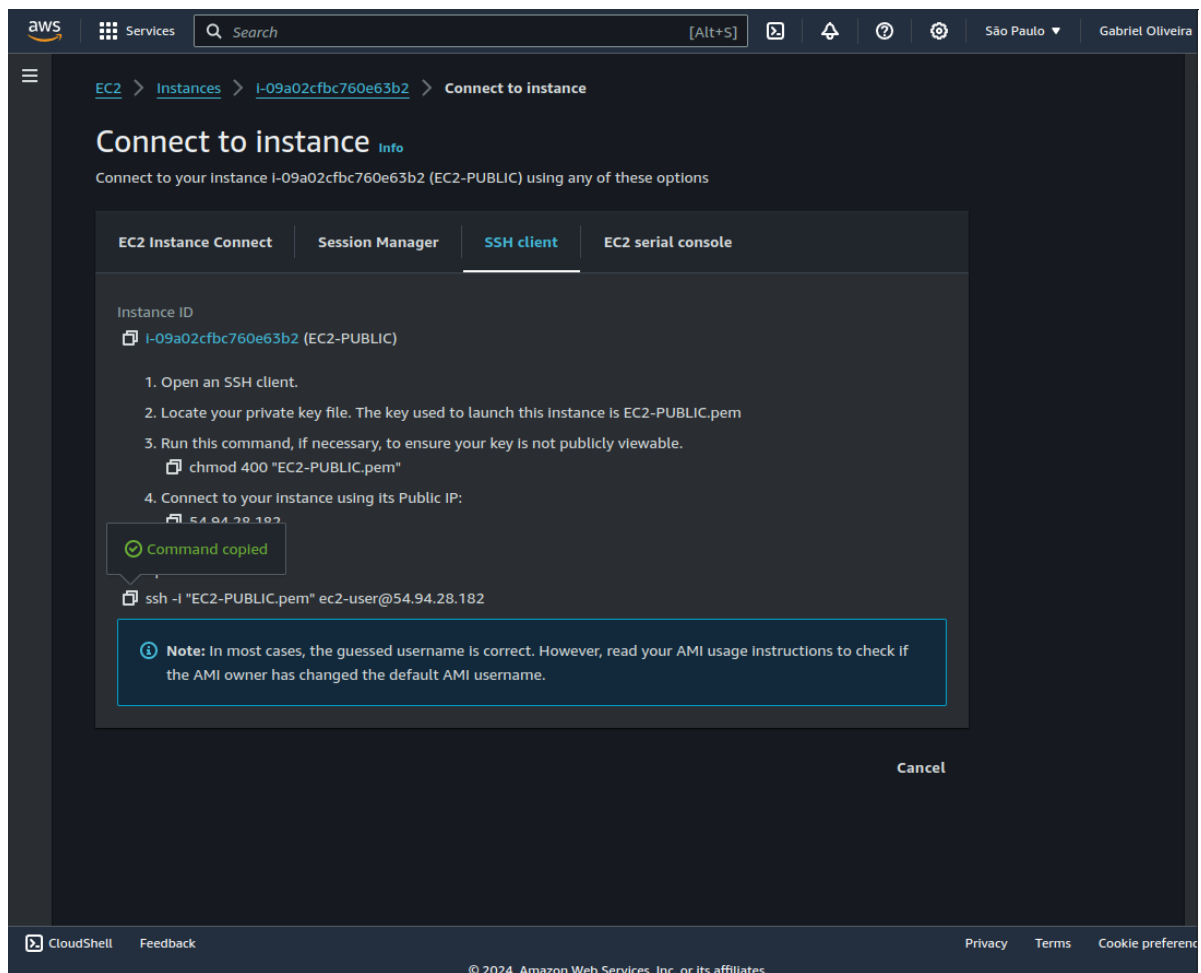 aws Services Search [Alt+S] São Paulo ▼ Gabriel Oliveira
EC2 > Instances > i-09a02cfbc760e63b2 > Connect to instance
Connect to instance Info
Connect to your instance i-09a02cfbc760e63b2 (EC2-PUBLIC) using any of these options
EC2 Instance Connect Session Manager SSH client EC2 serial console
Instance ID
i-09a02cfbc760e63b2 (EC2-PUBLIC)
1. Open an SSH client.
2. Locate your private key file. The key used to launch this instance is EC2-PUBLIC.pem
3. Run this command, if necessary, to ensure your key is not publicly viewable.
chmod 400 "EC2-PUBLIC.pem"
4. Connect to your instance using its Public IP:
54.94.28.182
Command copied
ssh -i "EC2-PUBLIC.pem" ec2-user@54.94.28.182
Note: In most cases, the guessed username is correct. However, read your AMI usage instructions to check if
the AMI owner has changed the default AMI username.
Cancel
CloudShell Feedback Privacy Terms Cookie preferenc
© 2024, Amazon Web Services, Inc. or its affiliates.